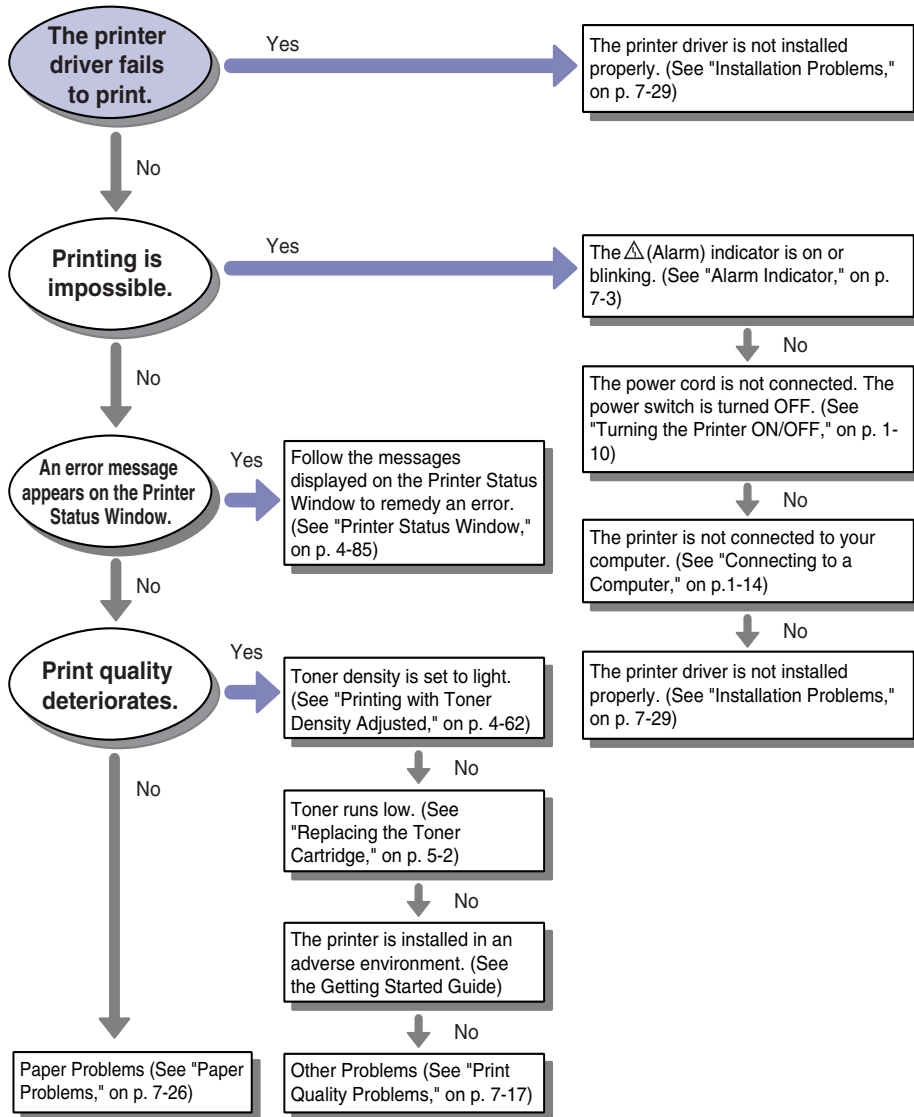 The printer
driver fails
to print.
Yes
The printer driver is not installed
properly. (See "Installation Problems,"
on p. 7-29)
No
Printing is
impossible.
Yes
The ⚠(Alarm) indicator is on or
blinking. (See "Alarm Indicator," on p.
7-3)
No
The power cord is not connected. The
power switch is turned OFF. (See
"Turning the Printer ON/OFF," on p. 1-
10)
No
The printer is not connected to your
computer. (See "Connecting to a
Computer," on p.1-14)
No
The printer driver is not installed
properly. (See "Installation Problems,"
on p. 7-29)
No
An error message
appears on the Printer
Status Window.
Yes
Follow the messages
displayed on the Printer Status
Window to remedy an error.
(See "Printer Status Window,"
on p. 4-85)
No
Print quality
deteriorates.
Yes
Toner density is set to light.
(See "Printing with Toner
Density Adjusted," on p. 4-62)
No
Toner runs low. (See
"Replacing the Toner
Cartridge," on p. 5-2)
No
The printer is installed in an
adverse environment. (See
the Getting Started Guide)
No
Other Problems (See "Print
Quality Problems," on p. 7-17)
No
Paper Problems (See "Paper
Problems," on p. 7-26)